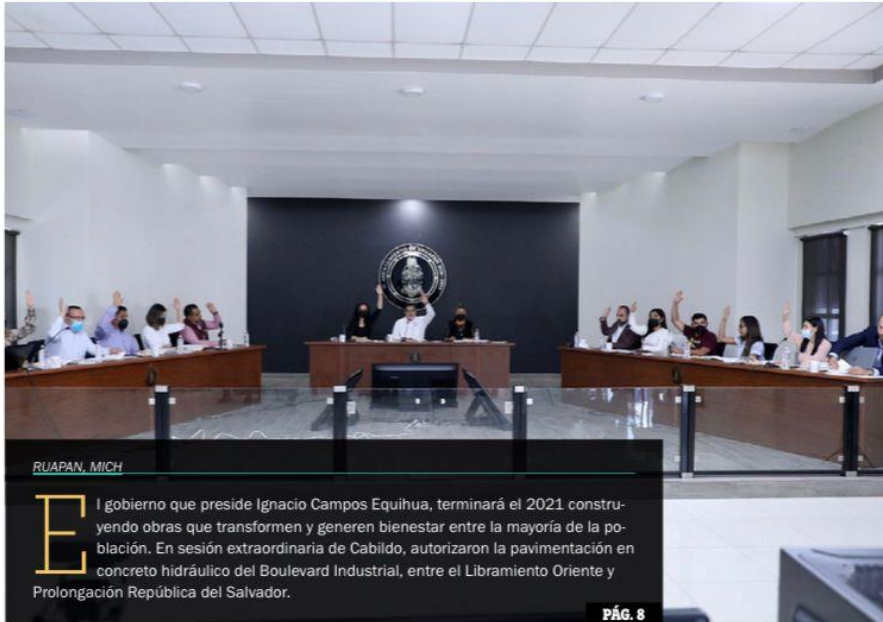 RUAPAN, MICH
El gobierno que preside Ignacio Campos Equihua, terminará el 2021 constru-
yendo obras que transformen y generen bienestar entre la mayoría de la po-
blación. En sesión extraordinaria de Cabildo, autorizaron la pavimentación en
concreto hidráulico del Boulevard Industrial, entre el Libramiento Oriente y
Prolongación República del Salvador.
PÁG. 8